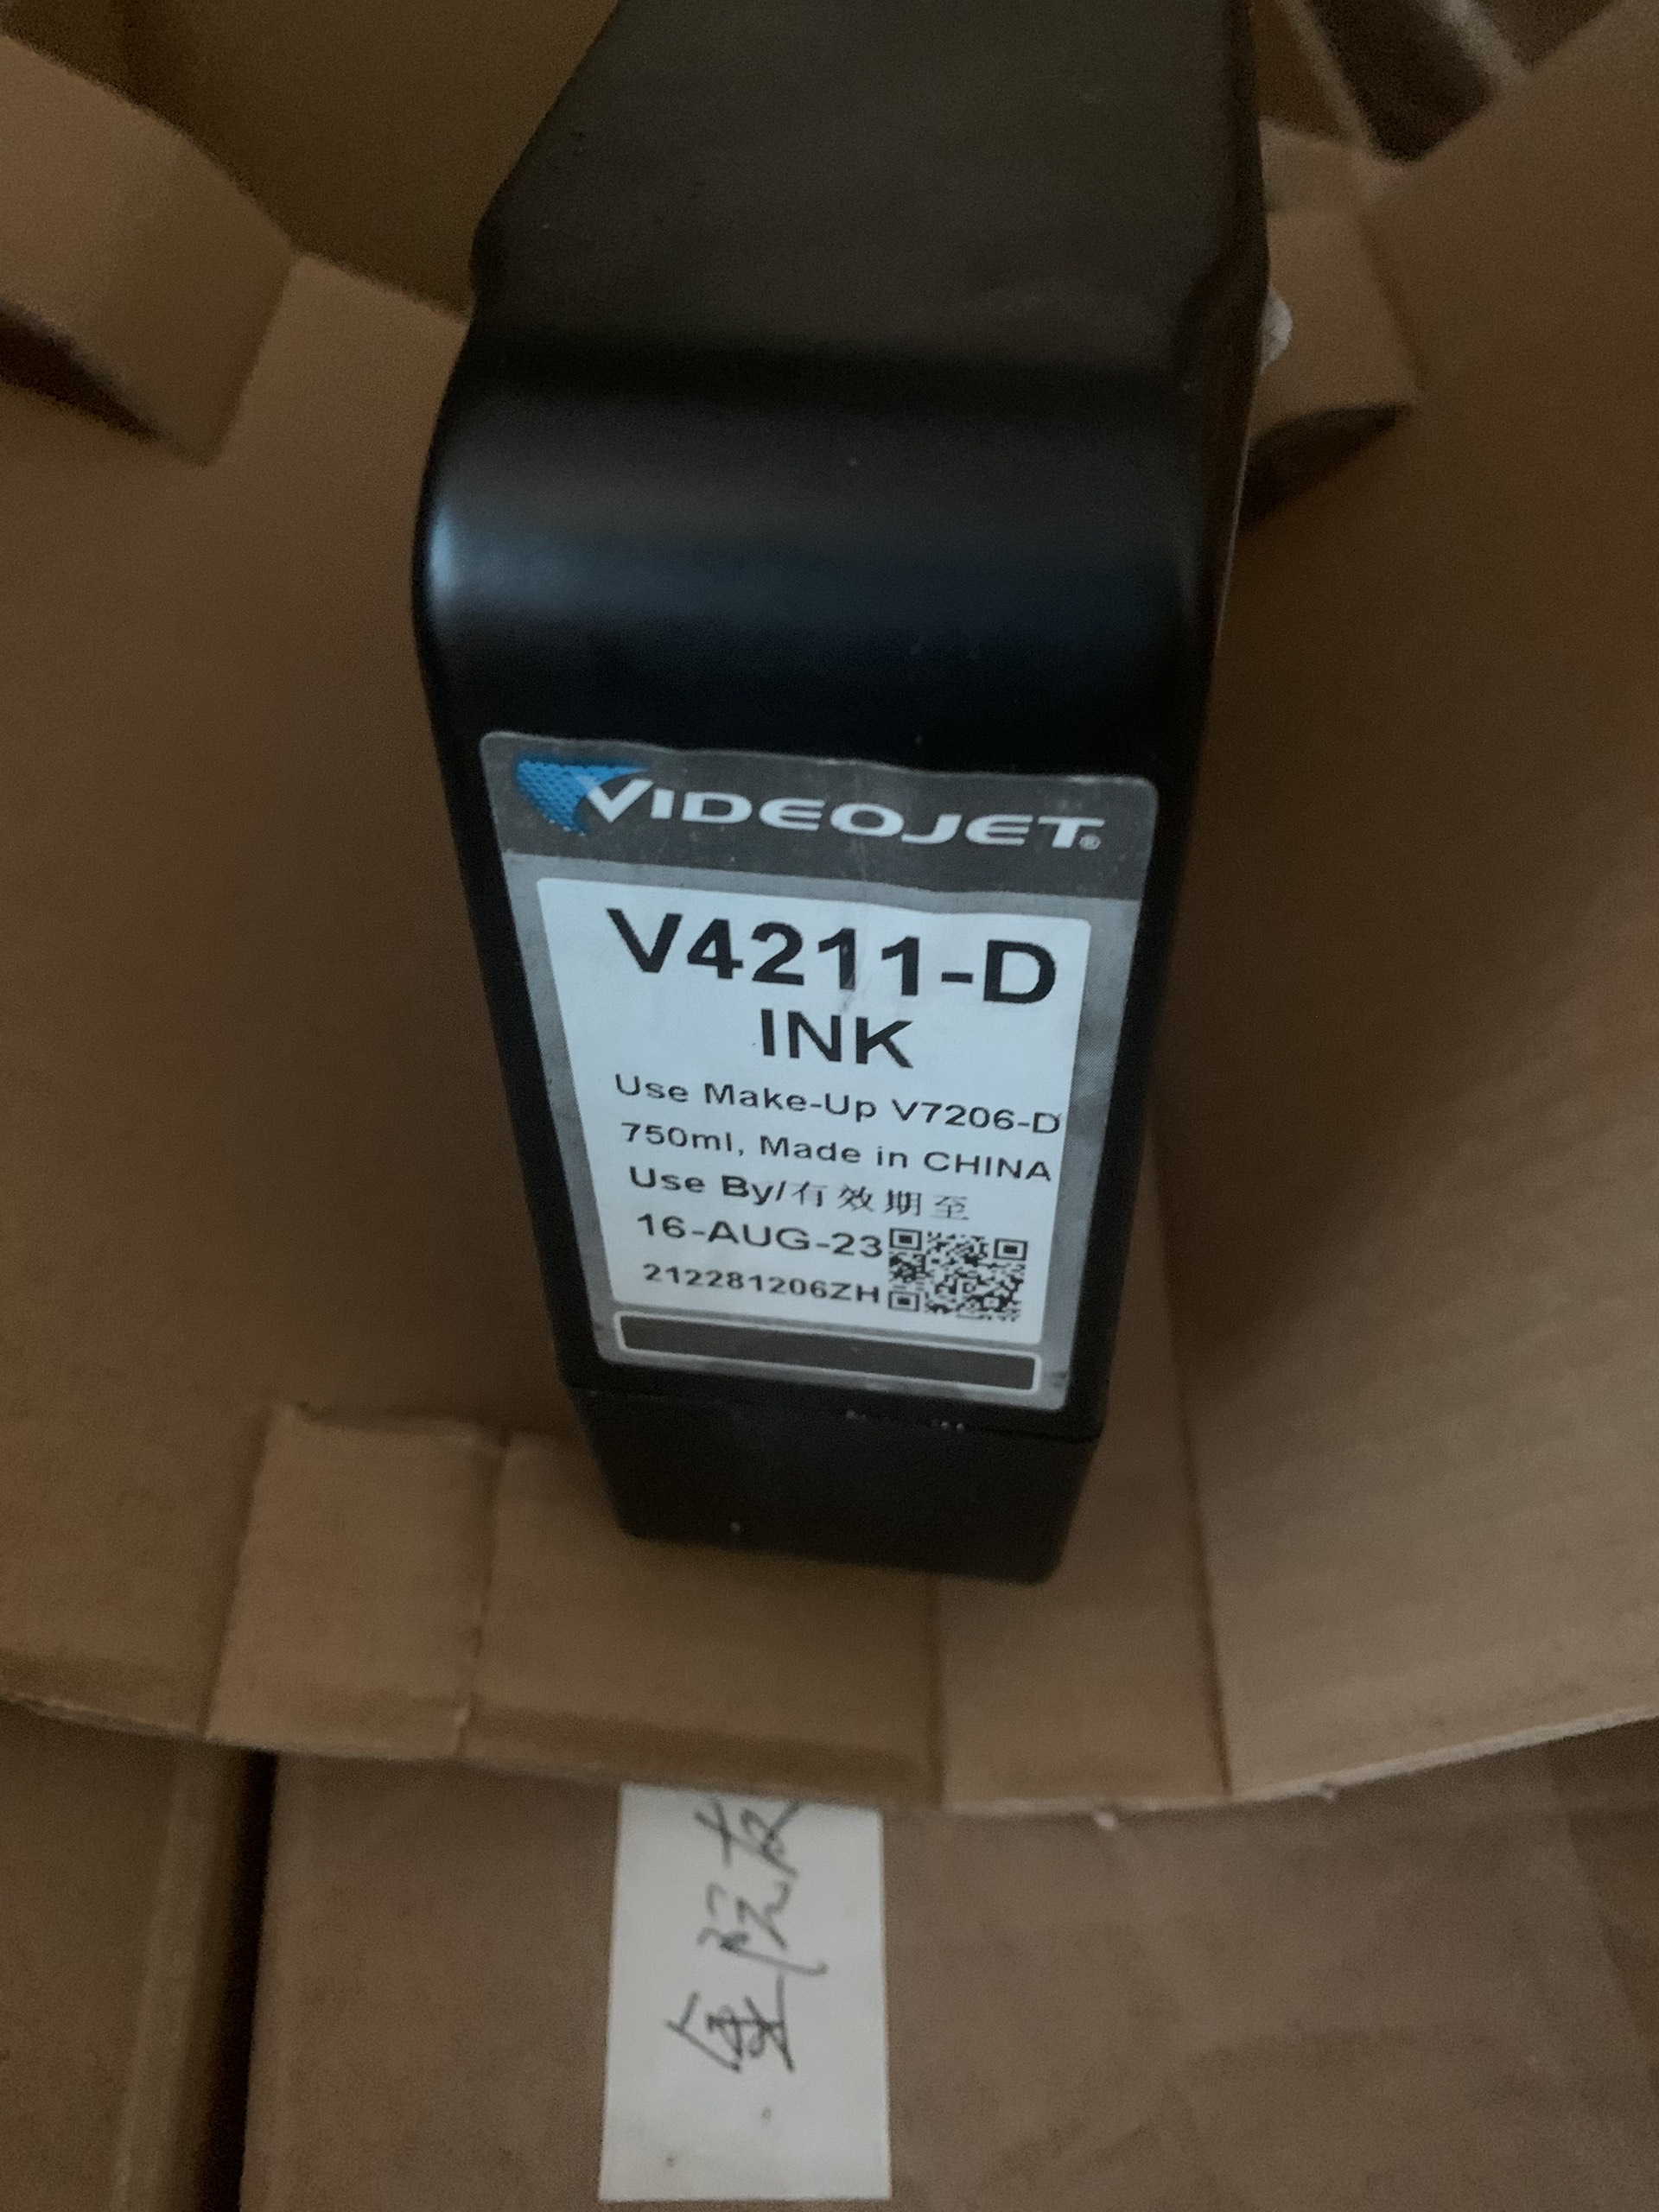 VIDEOJET®
V4211-D
INK
Use Make-Up V7206-D
750ml, Made in CHINA
Use By/有效期至
16-AUG-23
212281206ZH